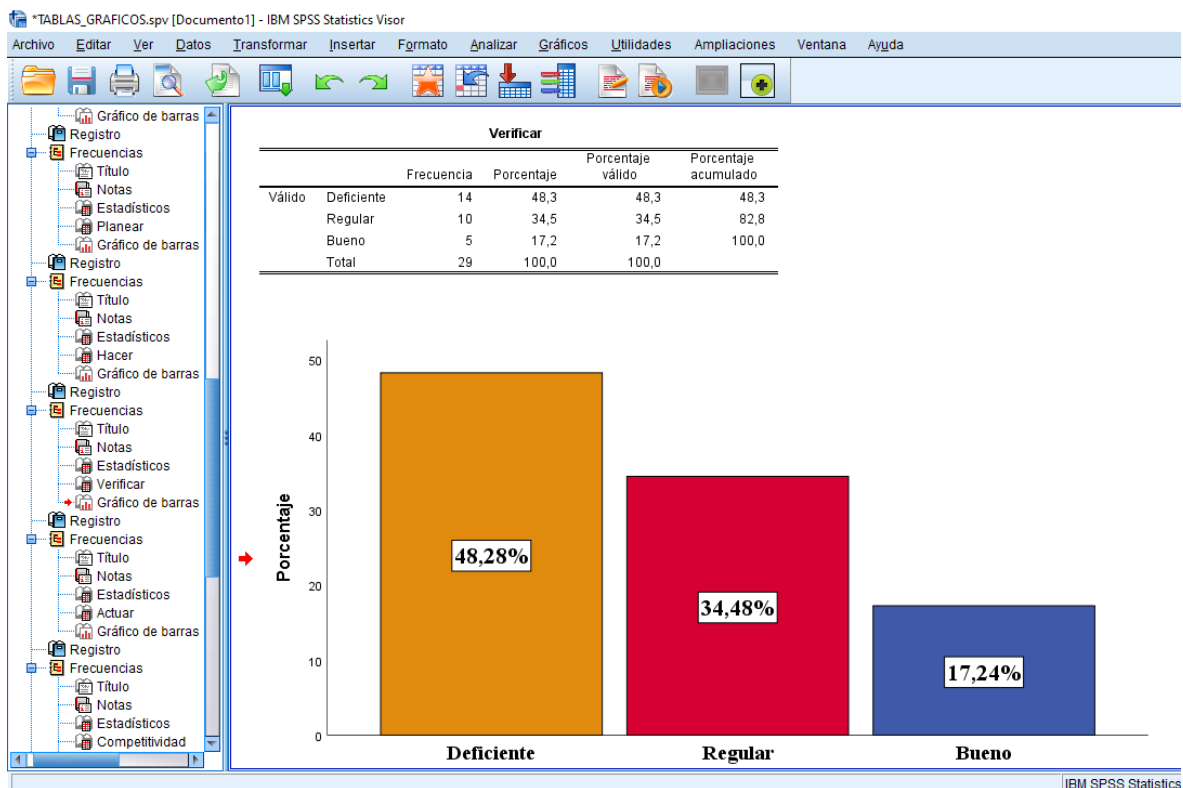 *TABLAS_GRAFICOS.spv [Documento1] - IBM SPSS Statistics Visor
Archivo Editar Ver Datos Transformar Insertar Formato Analizar Gráficos Utilidades Ampliaciones Ventana Ayuda
Gráfico de barras
Registro
Frecuencias
Título
Notas
Estadísticos
Planear
Gráfico de barras
Registro
Frecuencias
Título
Notas
Estadísticos
Hacer
Gráfico de barras
Registro
Frecuencias
Título
Notas
Estadísticos
Verificar
Gráfico de barras
Registro
Frecuencias
Título
Notas
Estadísticos
Actuar
Gráfico de barras
Registro
Frecuencias
Título
Notas
Estadísticos
Competitividad
Verificar
Frecuencia Porcentaje Porcentaje válido Porcentaje acumulado
Válido Deficiente 14 48,3 48,3 48,3
Regular 10 34,5 34,5 82,8
Bueno 5 17,2 17,2 100,0
Total 29 100,0 100,0
Porcentaje
50
40
30
20
10
0
48,28%
34,48%
17,24%
Deficiente Regular Bueno
IBM SPSS Statistics